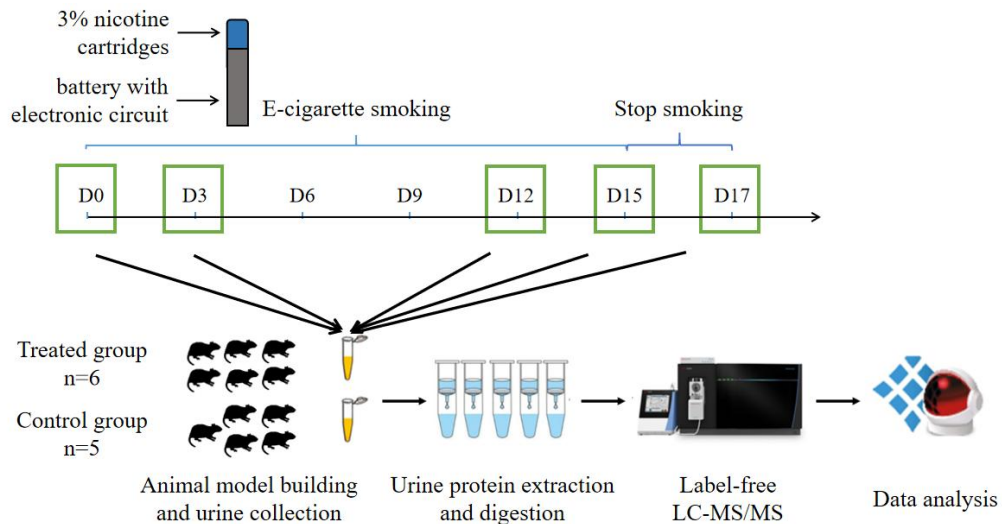 3% nicotine
cartridges
battery with
electronic circuit
E-cigarette smoking
Stop smoking
D0
D3
D6
D9
D12
D15
D17
Treated group
n=6
Control group
n=5
Animal model building
and urine collection
Urine protein extraction
and digestion
Label-free
LC-MS/MS
Data analysis